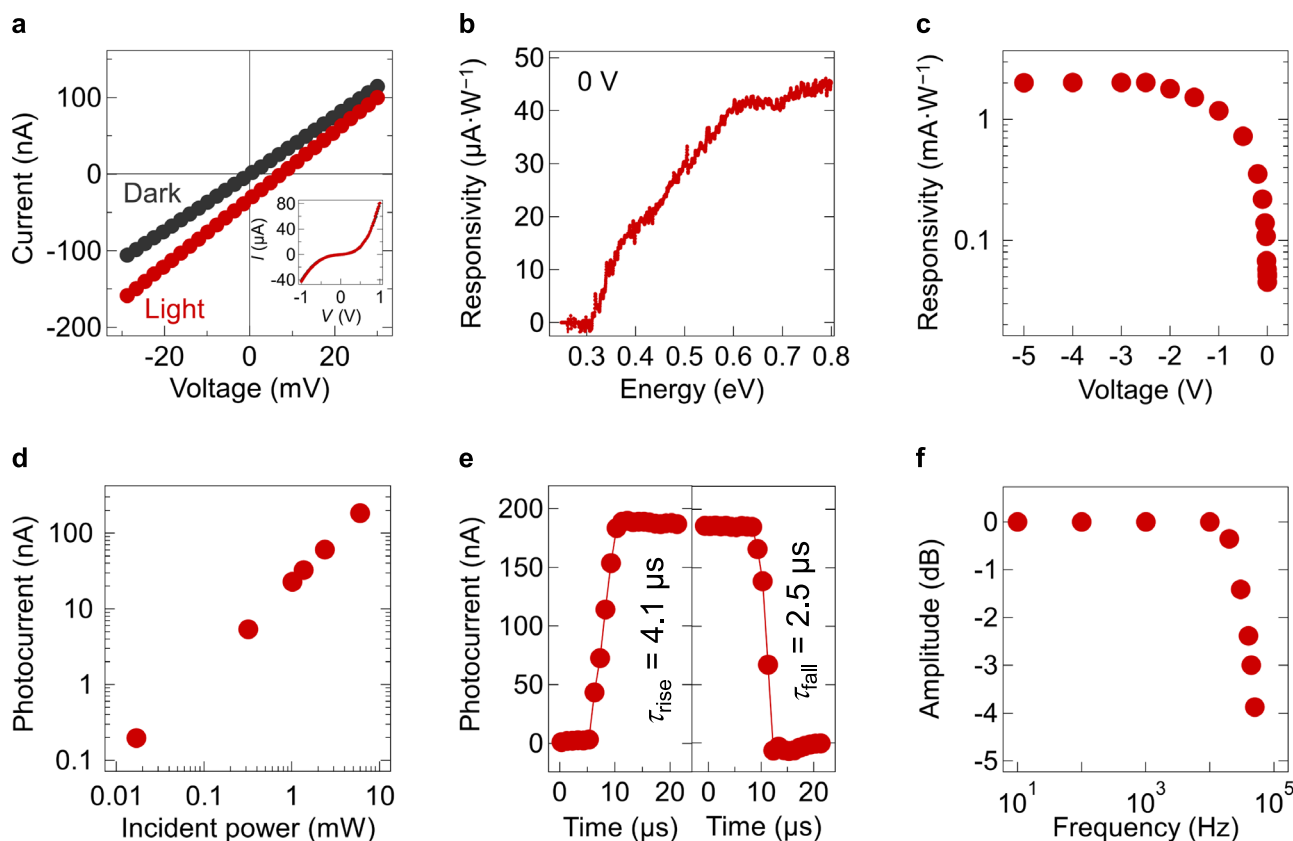 a
Current (nA)
100
0
-100
-200
Dark
Light
-20
0
20
Voltage (mV)
I (µA)
80
40
0
-40
-1
0
1
V (V)
b
Responsivity (µA·W⁻¹)
50
40
30
20
10
0
0 V
0.3
0.4
0.5
0.6
0.7
0.8
Energy (eV)
c
Responsivity (mA·W⁻¹)
1
0.1
-5
-4
-3
-2
-1
0
Voltage (V)
d
Photocurrent (nA)
100
10
1
0.1
0.01
0.1
1
10
Incident power (mW)
e
Photocurrent (nA)
200
150
100
50
0
τrise = 4.1 µs
τfall = 2.5 µs
0
10
20
0
10
20
Time (µs)
Time (µs)
f
Amplitude (dB)
0
-1
-2
-3
-4
-5
10¹
10³
10⁵
Frequency (Hz)